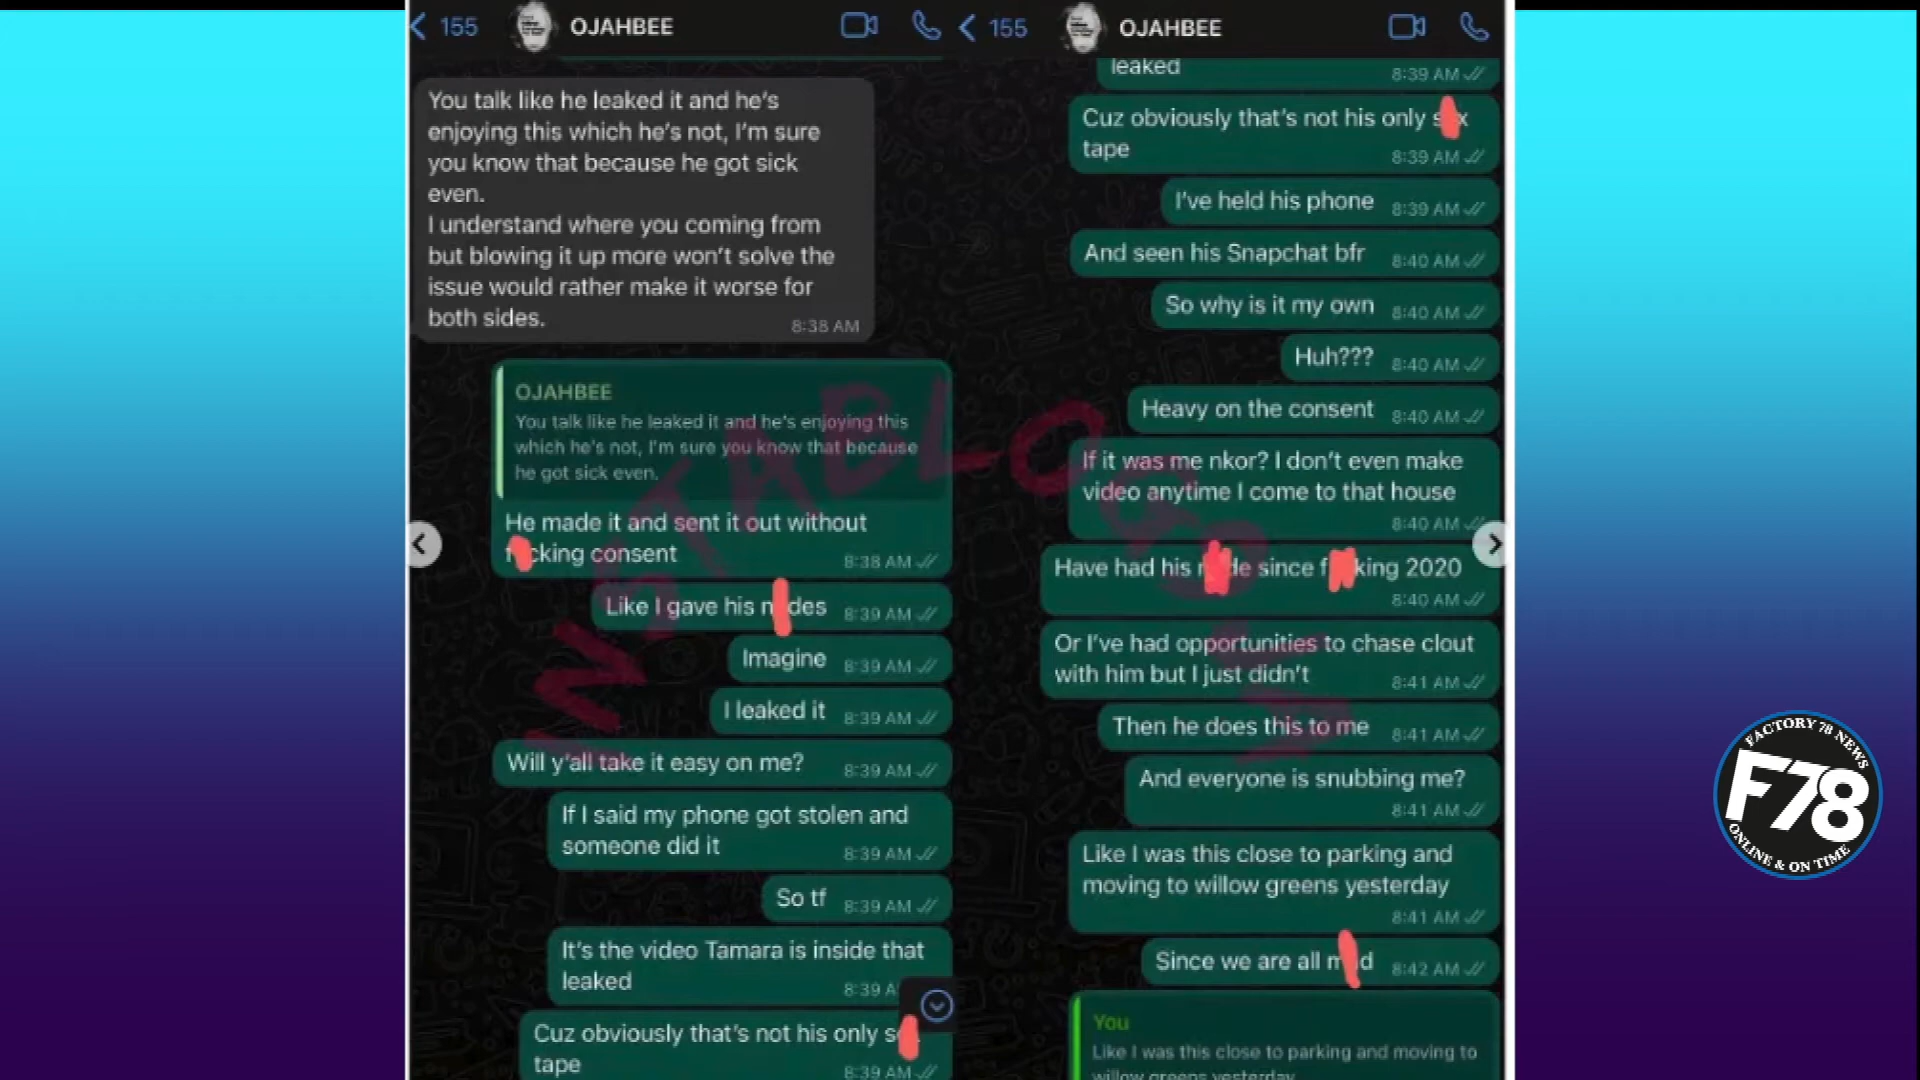 155
OJAHBEE
You talk like he leaked it and he's
enjoying this which he's not, I'm sure
you know that because he got sick
even.
I understand where you coming from
but blowing it up more won't solve the
issue would rather make it worse for
both sides.
8:38 AM
OJAHBEE
You talk like he leaked it and he's enjoying this
which he's not, I'm sure you know that because
he got sick even.
He made it and sent it out without
f cking consent
8:38 AM
Like I gave his n des 8:39 AM
Imagine 8:39 AM
I leaked it 8:39 AM
Will y'all take it easy on me? 8:39 AM
If I said my phone got stolen and
someone did it 8:39 AM
So tf 8:39 AM
It's the video Tamara is inside that
leaked 8:39 A
Cuz obviously that's not his only s
tape 8:39 AM
155
OJAHBEE
leaked 8:39 AM
Cuz obviously that's not his only s x
tape 8:39 AM
I've held his phone 8:39 AM
And seen his Snapchat bfr 8:40 AM
So why is it my own 8:40 AM
Huh??? 8:40 AM
Heavy on the consent 8:40 AM
If it was me nkor? I don't even make
video anytime I come to that house
8:40 AM
Have had his n de since f king 2020
8:40 AM
Or I've had opportunities to chase clout
with him but I just didn't 8:41 AM
Then he does this to me 8:41 AM
And everyone is snubbing me?
8:41 AM
Like I was this close to parking and
moving to willow greens yesterday
8:41 AM
Since we are all m d 8:42 AM
You
Like I was this close to parking and moving to
willow greens yesterday
INSTABLOG9JA
FACTORY 78 NEWS
F78
ONLINE & ON TIME